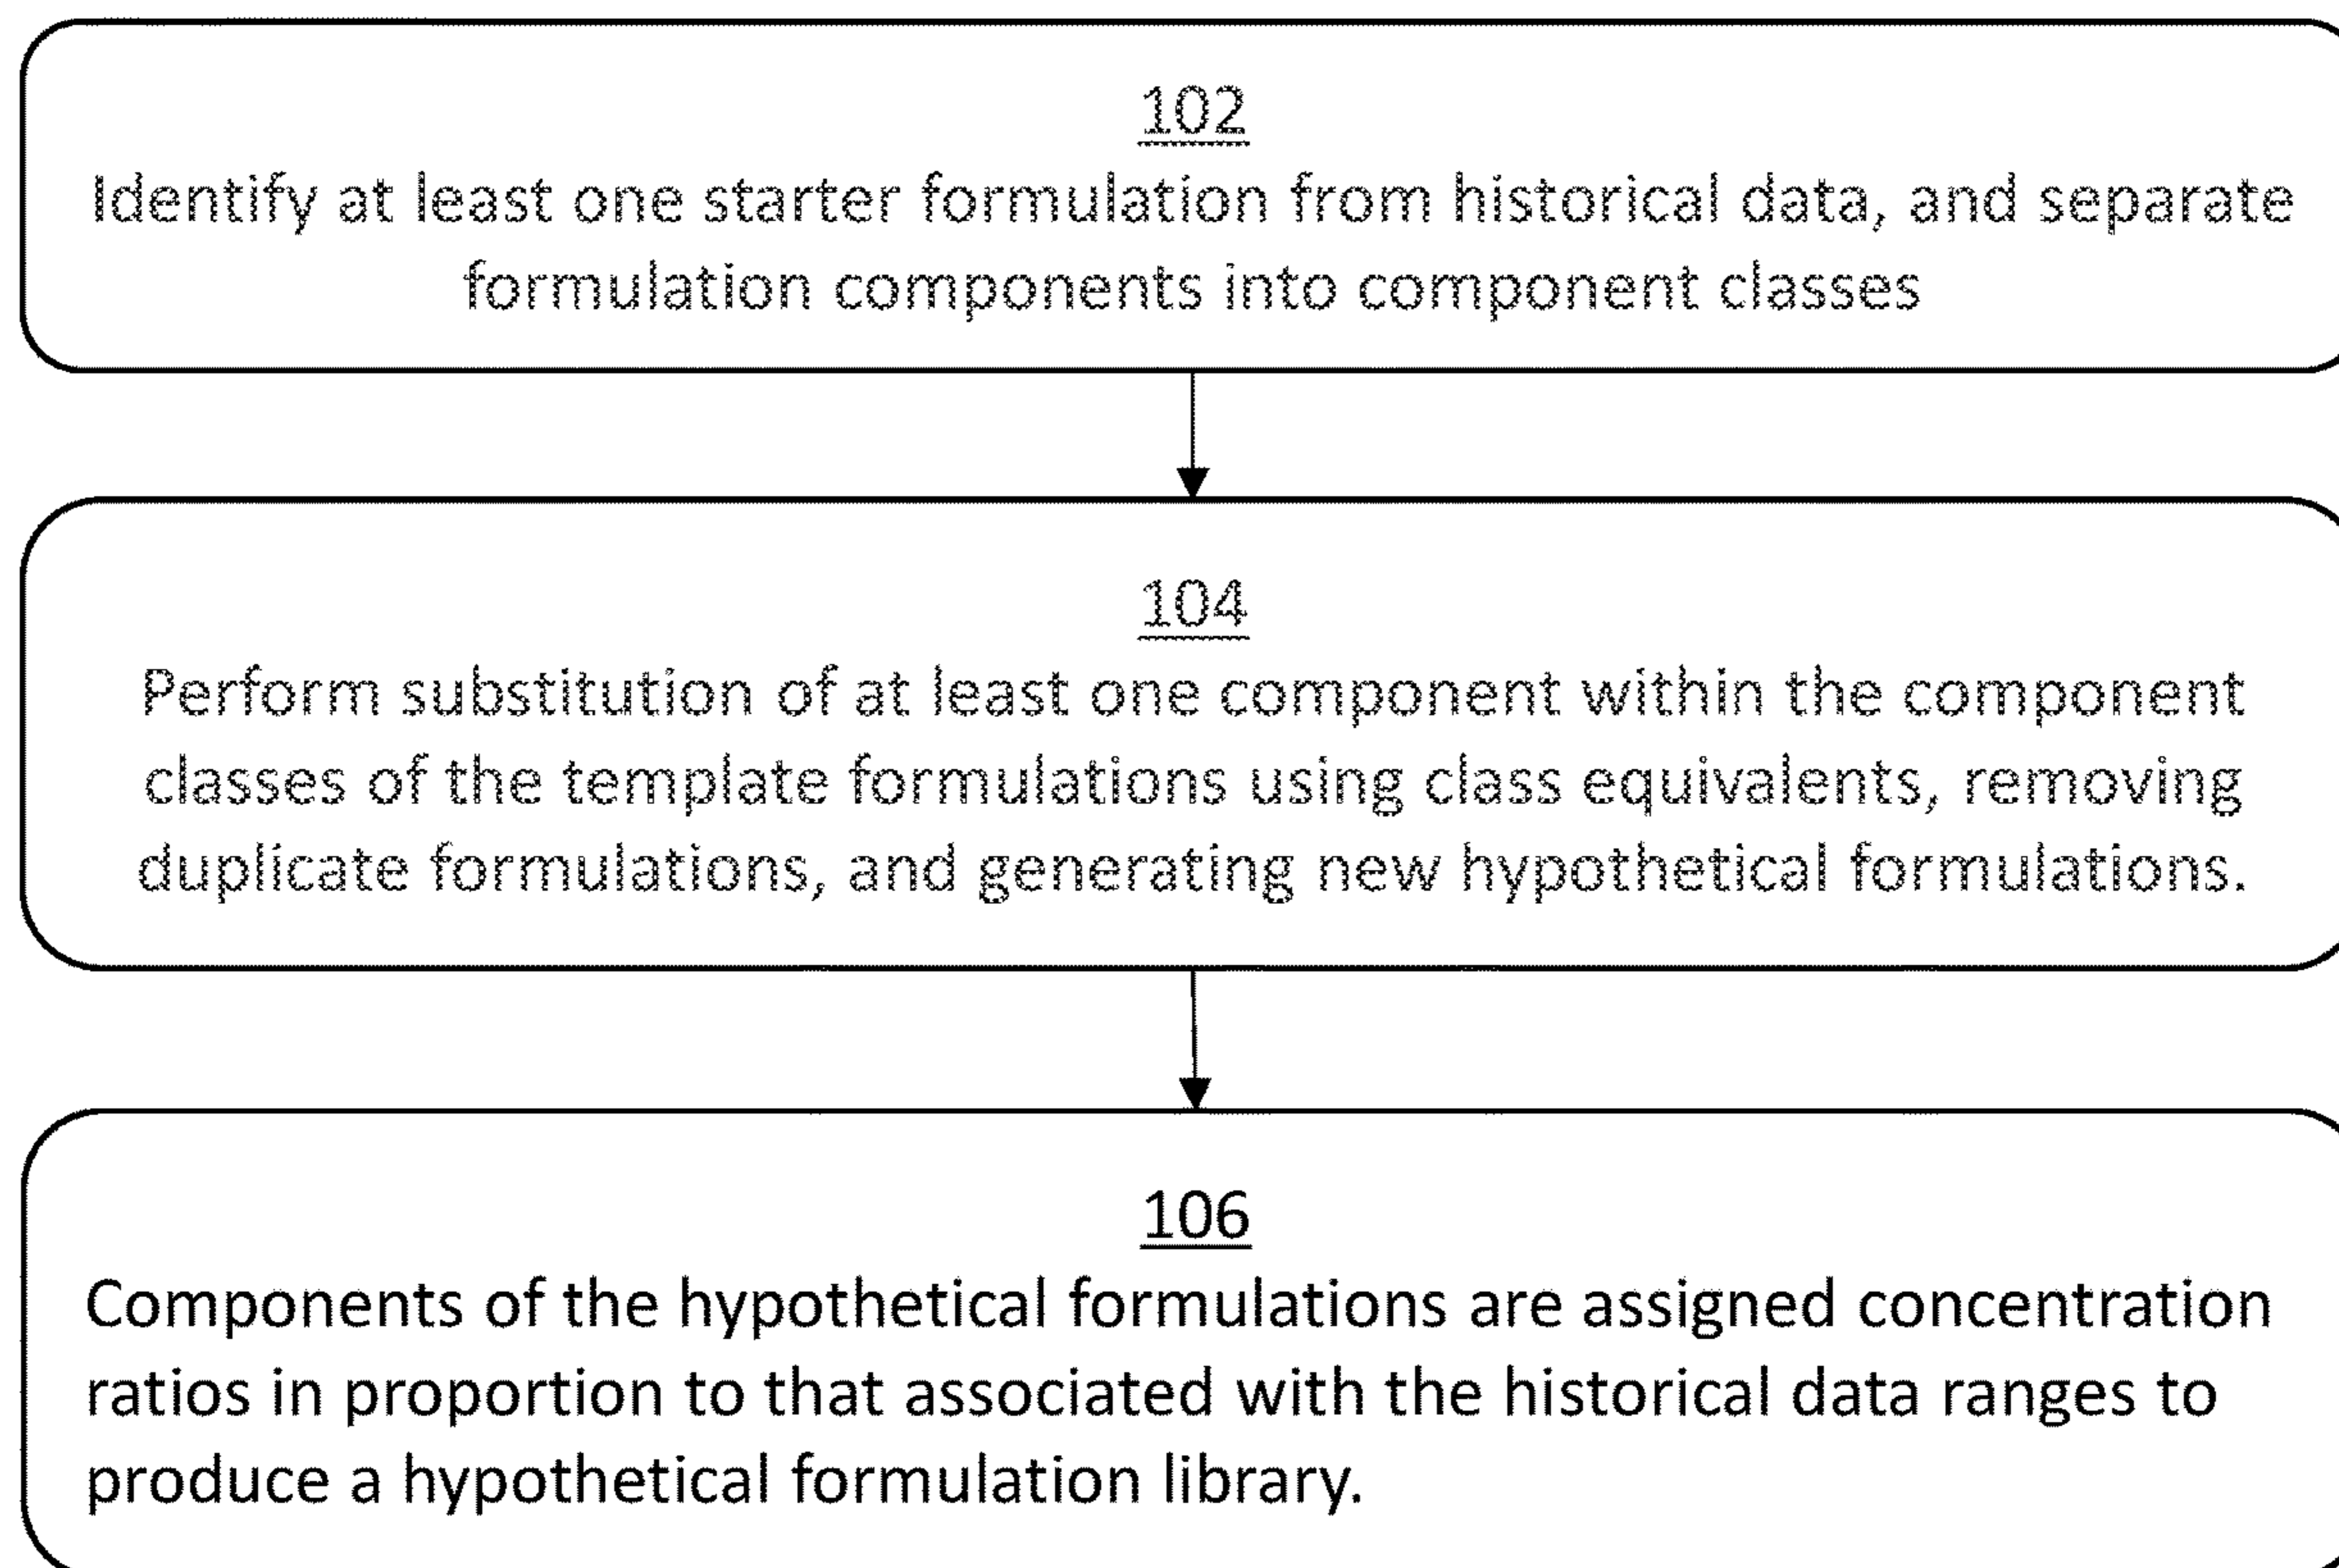 102
Identify at least one starter formulation from historical data, and separate
formulation components into component classes
104
Perform substitution of at least one component within the component
classes of the template formulations using class equivalents, removing
duplicate formulations, and generating new hypothetical formulations.
106
Components of the hypothetical formulations are assigned concentration
ratios in proportion to that associated with the historical data ranges to
produce a hypothetical formulation library.